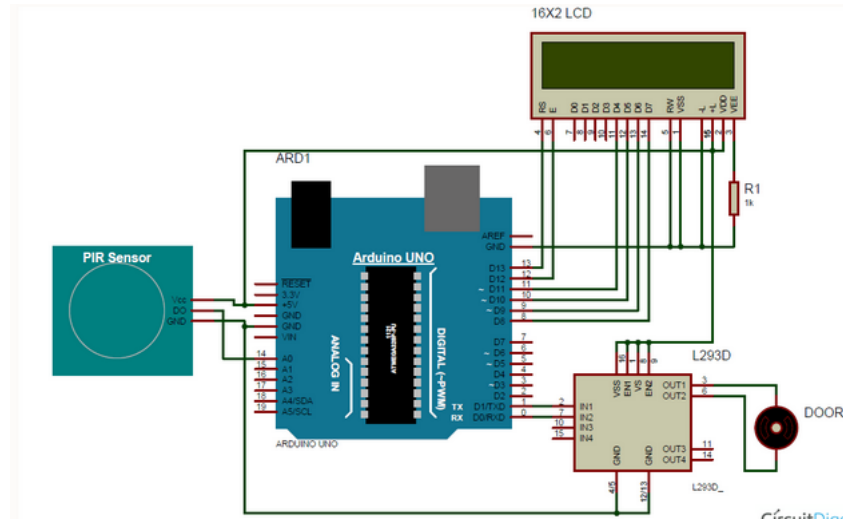 16X2 LCD
RS E D0 D1 D2 D3 D4 D5 D6 D7 RW VSS -L +L VDD VEE
4 6 7 8 9 10 11 12 13 14 5 1 2 3
ARD1
R1
1k
PIR Sensor
Vcc
DO
GND
Arduino UNO
RESET
3.3V
+5V
GND
GND
VIN
14 A0
15 A1
16 A2
17 A3
18 A4/SDA
19 A5/SCL
ANALOG IN
DIGITAL (~PWM)
AREF
GND
D13 13
D12 12
~ D11 11
~ D10 10
~ D9 9
D8 8
D7 7
~ D6 6
~ D5 5
D4 4
~ D3 3
D2 2
TX D1/TXD 1
RX D0/RXD 0
ARDUINO UNO
L293D
16 1 8 9
VSS EN1 VS EN2
2 IN1
7 IN2
10 IN3
15 IN4
OUT1 3
OUT2 6
OUT3 11
OUT4 14
GND GND
4/5 12/13
L293D_
DOOR